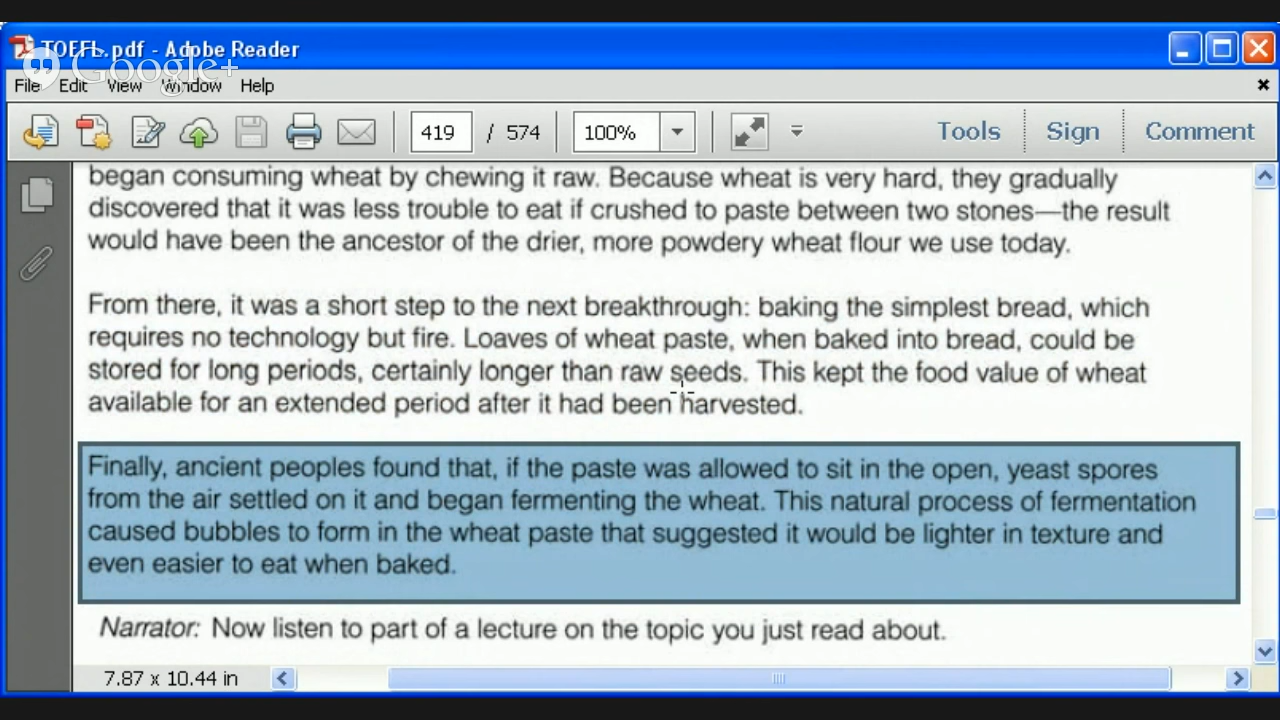 TOEFL.pdf - Adobe Reader
Google+
File Edit View Window Help
419 / 574 100% Tools Sign Comment
began consuming wheat by chewing it raw. Because wheat is very hard, they gradually
discovered that it was less trouble to eat if crushed to paste between two stones—the result
would have been the ancestor of the drier, more powdery wheat flour we use today.
From there, it was a short step to the next breakthrough: baking the simplest bread, which
requires no technology but fire. Loaves of wheat paste, when baked into bread, could be
stored for long periods, certainly longer than raw seeds. This kept the food value of wheat
available for an extended period after it had been harvested.
Finally, ancient peoples found that, if the paste was allowed to sit in the open, yeast spores
from the air settled on it and began fermenting the wheat. This natural process of fermentation
caused bubbles to form in the wheat paste that suggested it would be lighter in texture and
even easier to eat when baked.
Narrator: Now listen to part of a lecture on the topic you just read about.
7.87 x 10.44 in